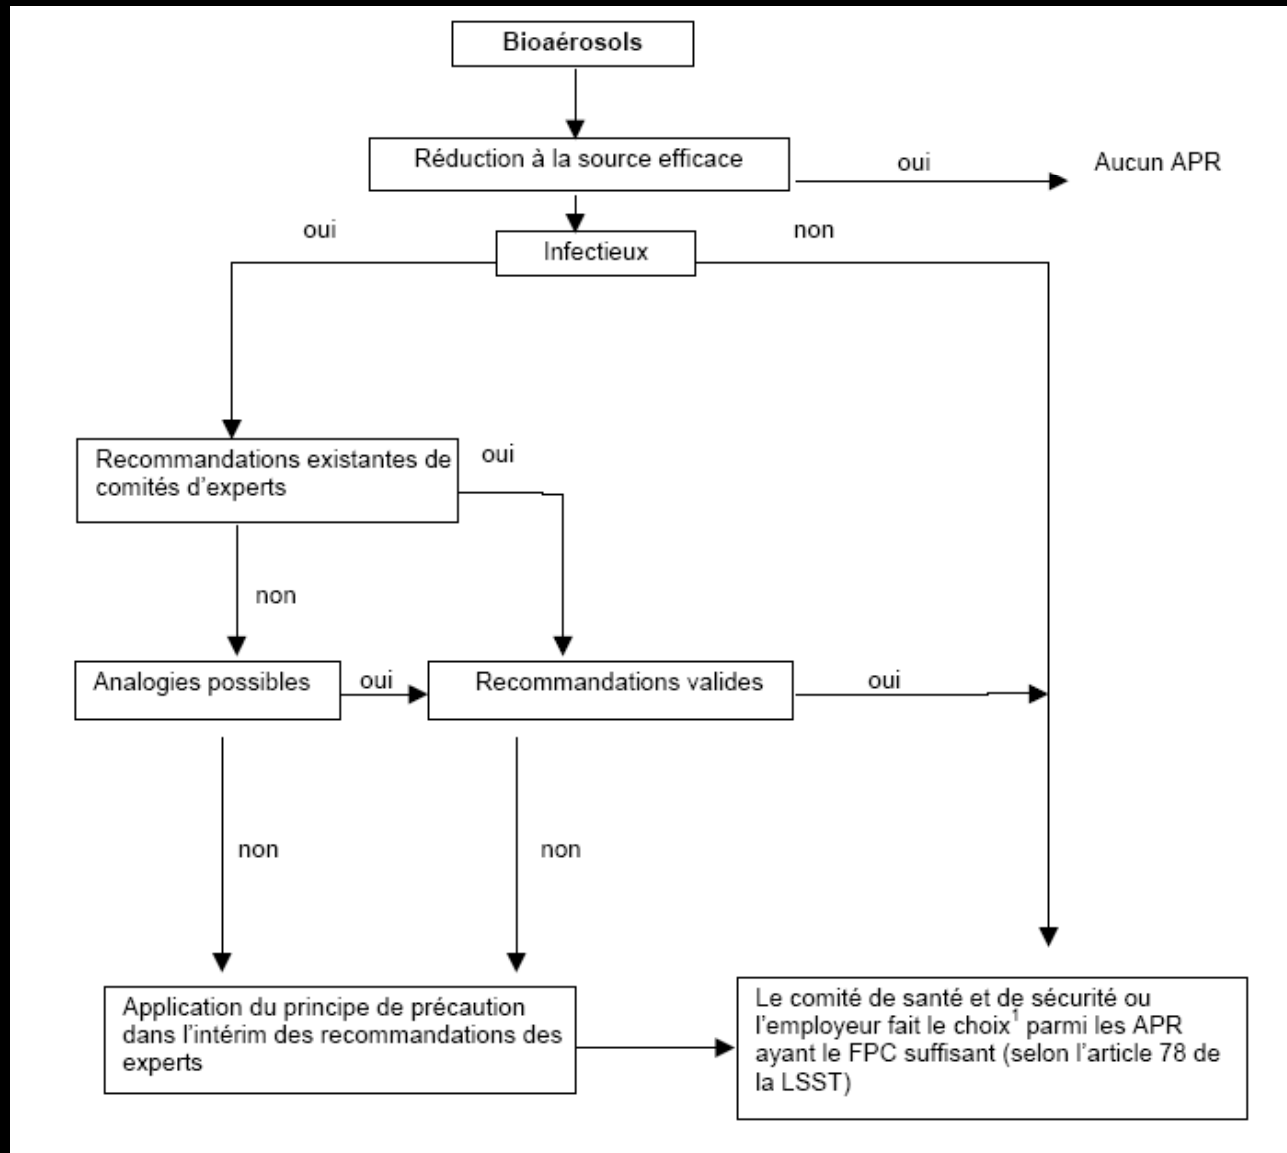 Bioaérosols
Réduction à la source efficace
oui
Aucun APR
oui
non
Infectieux
Recommandations existantes de
comités d'experts
oui
non
Analogies possibles
oui
Recommandations valides
oui
non
non
Application du principe de précaution
dans l'intérim des recommandations des
experts
Le comité de santé et de sécurité ou
l'employeur fait le choix¹ parmi les APR
ayant le FPC suffisant (selon l'article 78 de
la LSST)